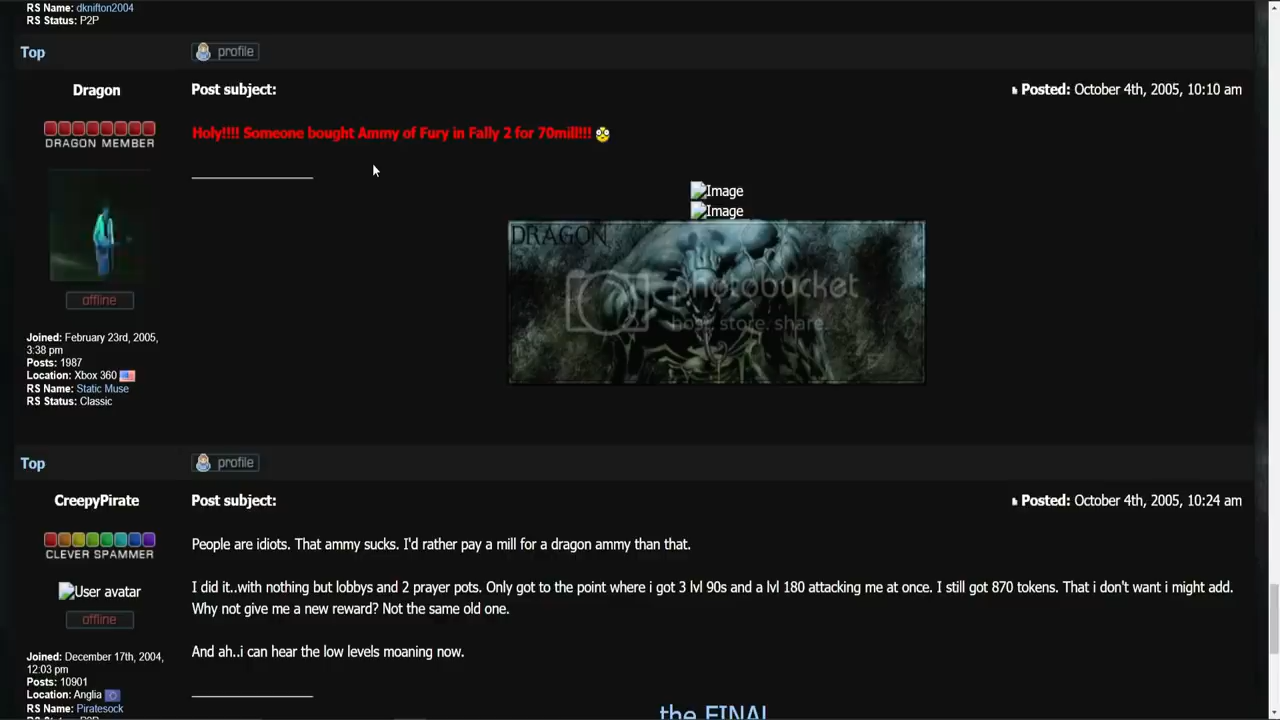 RS Name: dknifton2004
RS Status: P2P
Top
profile
Dragon
Post subject:
Posted: October 4th, 2005, 10:10 am
DRAGON MEMBER
Holy!!!! Someone bought Ammy of Fury in Fally 2 for 70mill!!!
Image
Image
DRAGON
photobucket
host. store. share.
offline
Joined: February 23rd, 2005,
3:38 pm
Posts: 1987
Location: Xbox 360
RS Name: Static Muse
RS Status: Classic
Top
profile
CreepyPirate
Post subject:
Posted: October 4th, 2005, 10:24 am
CLEVER SPAMMER
People are idiots. That ammy sucks. I'd rather pay a mill for a dragon ammy than that.
User avatar
I did it..with nothing but lobbys and 2 prayer pots. Only got to the point where i got 3 lvl 90s and a lvl 180 attacking me at once. I still got 870 tokens. That i don't want i might add.
Why not give me a new reward? Not the same old one.
offline
And ah..i can hear the low levels moaning now.
Joined: December 17th, 2004,
12:03 pm
Posts: 10901
Location: Anglia
RS Name: Piratesock
the FINAL